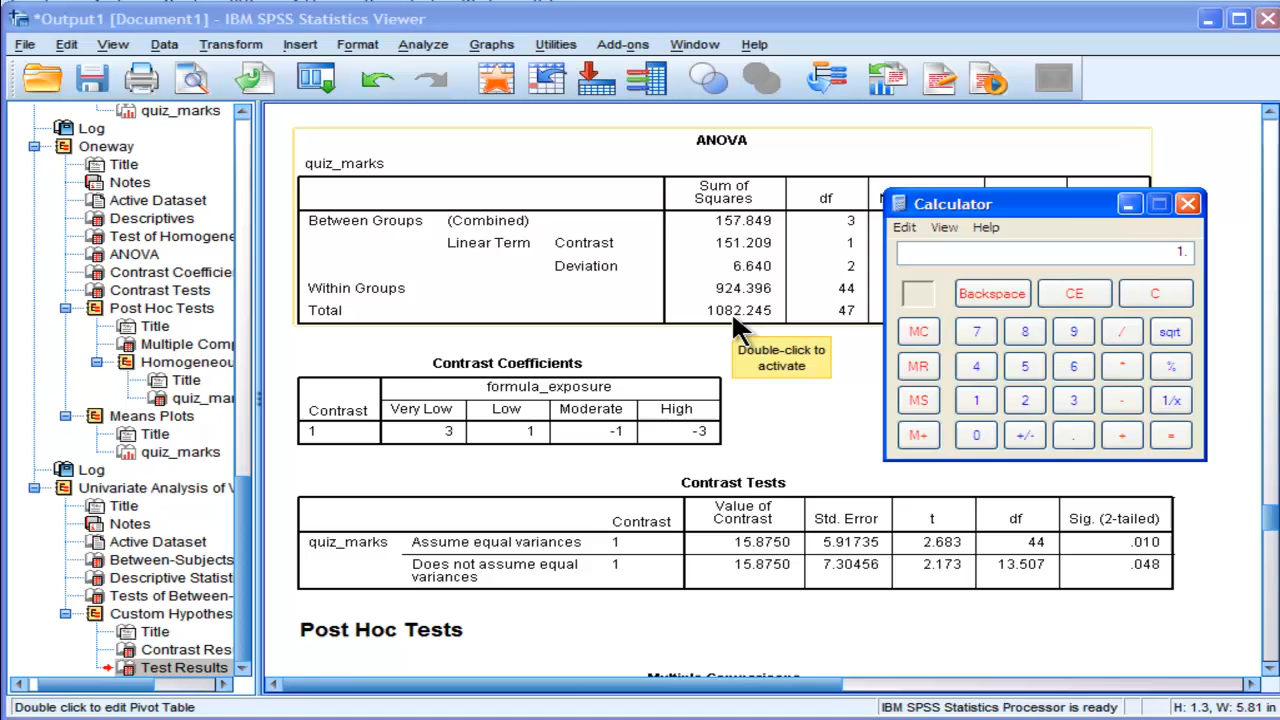 *Output1 [Document1] - IBM SPSS Statistics Viewer
File Edit View Data Transform Insert Format Analyze Graphs Utilities Add-ons Window Help
quiz_marks
Log
Oneway
Title
Notes
Active Dataset
Descriptives
Test of Homogene
ANOVA
Contrast Coefficie
Contrast Tests
Post Hoc Tests
Title
Multiple Comp
Homogeneou
Title
quiz_mar
Means Plots
Title
quiz_marks
Log
Univariate Analysis of V
Title
Notes
Active Dataset
Between-Subjects
Descriptive Statist
Tests of Between-
Custom Hypothes
Title
Contrast Res
Test Results
ANOVA
quiz_marks
Sum of
Squares df
Between Groups (Combined) 157.849 3
Linear Term Contrast 151.209 1
Deviation 6.640 2
Within Groups 924.396 44
Total 1082.245 47
Double-click to
activate
Calculator
Edit View Help
1.
Backspace CE C
MC 7 8 9 / sqrt
MR 4 5 6 * %
MS 1 2 3 - 1/x
M+ 0 +/- . + =
Contrast Coefficients
formula_exposure
Contrast Very Low Low Moderate High
1 3 1 -1 -3
Contrast Tests
Contrast Value of
Contrast Std. Error t df Sig. (2-tailed)
quiz_marks Assume equal variances 1 15.8750 5.91735 2.683 44 .010
Does not assume equal
variances 1 15.8750 7.30456 2.173 13.507 .048
Post Hoc Tests
Double click to edit Pivot Table
IBM SPSS Statistics Processor is ready
H: 1.3, W: 5.81 in